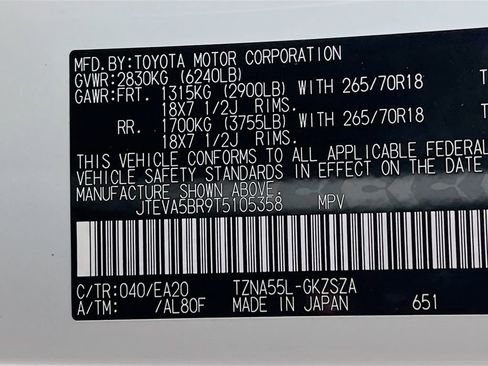 MFD.BY:TOYOTA MOTOR CORPORATION
GVWR:2830KG (6240LB)
GAWR:FRT. 1315KG (2900LB) WITH 265/70R18
18X7 1/2J RIMS.
RR. 1700KG (3755LB) WITH 265/70R18
18X7 1/2J RIMS.
THIS VEHICLE CONFORMS TO ALL APPLICABLE FEDERAL
VEHICLE SAFETY STANDARDS IN EFFECT ON THE DATE
MANUFACTURE SHOWN ABOVE.
JTEVA5BR9T5105358 MPV
C/TR:040/EA20 TZNA55L-GKZSZA
A/TM: /AL80F MADE IN JAPAN 651